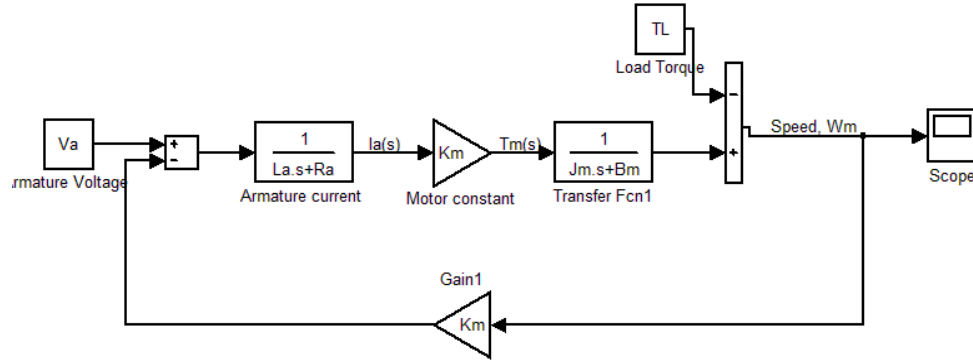 TL
Load Torque
Va
+
−
rmature Voltage
1
La.s+Ra
Armature current
Ia(s)
Km
Motor constant
Tm(s)
1
Jm.s+Bm
Transfer Fcn1
−
+
Speed, Wm
Scope
Gain1
Km